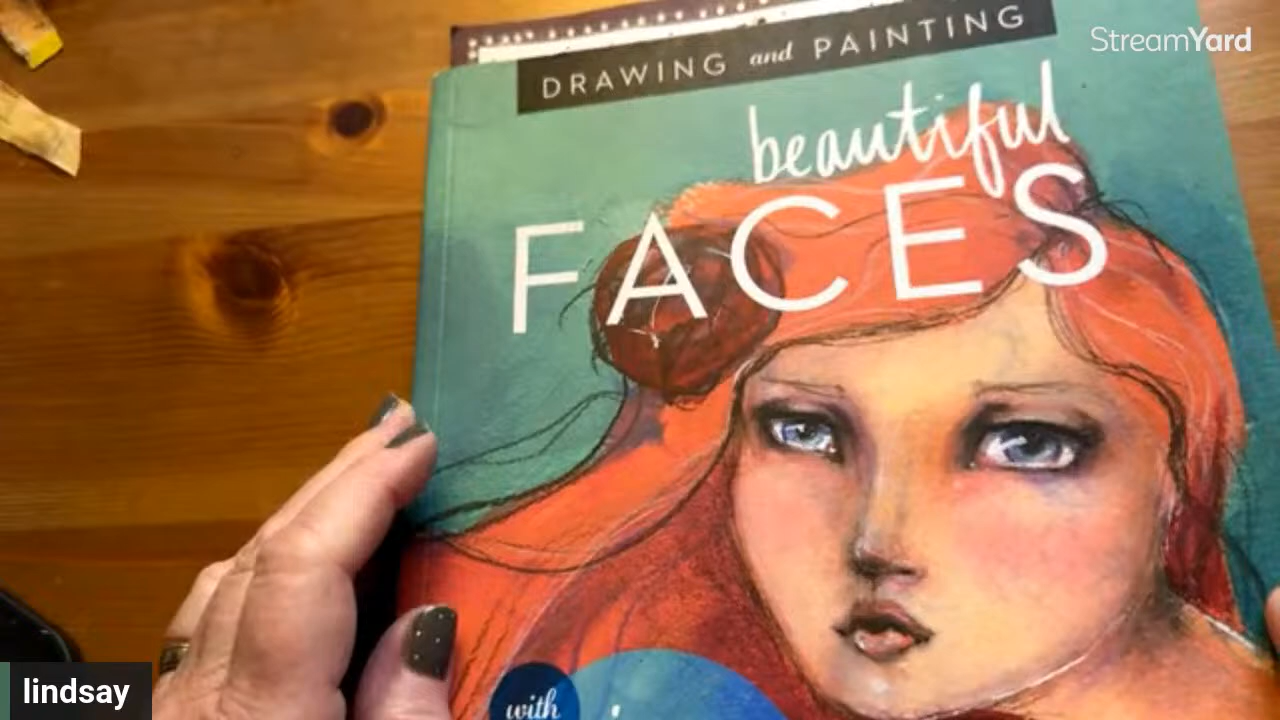 StreamYard
DRAWING and PAINTING
beautiful
FACES
with
lindsay